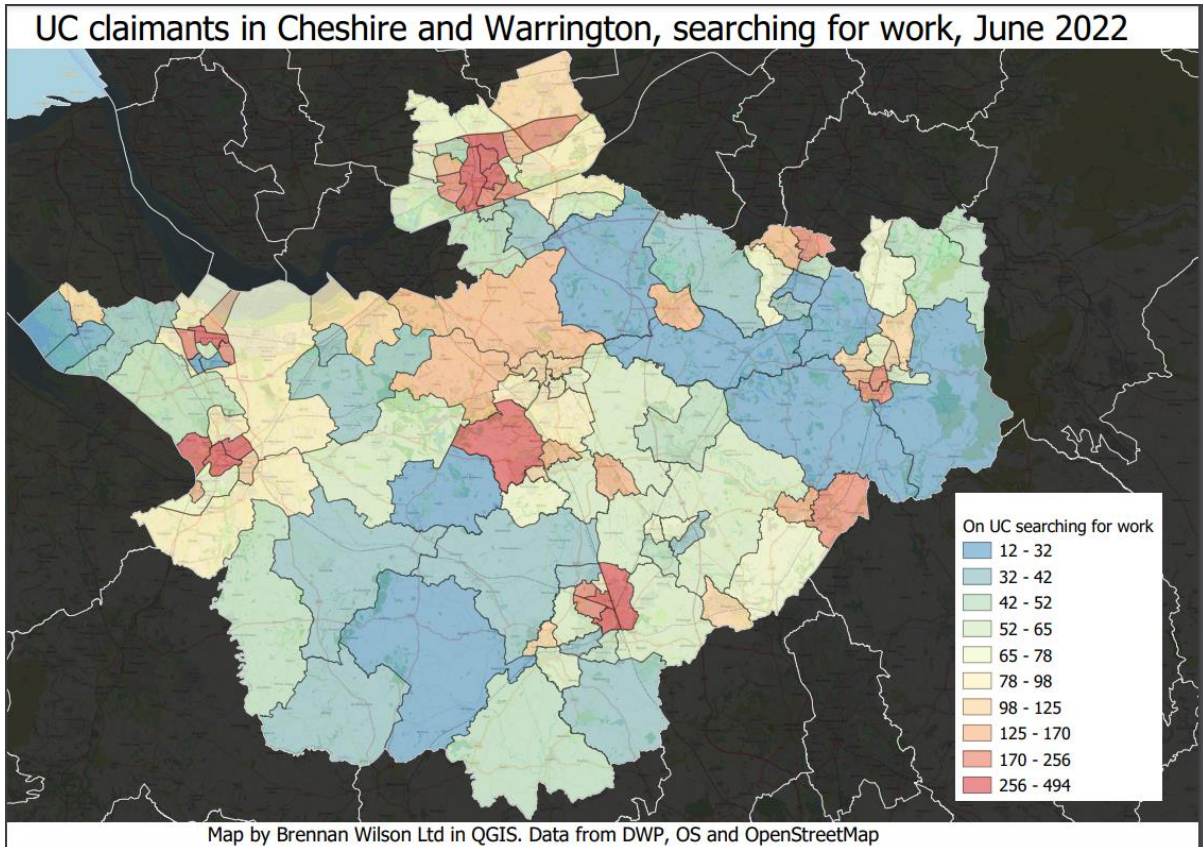 UC claimants in Cheshire and Warrington, searching for work, June 2022
On UC searching for work
12 - 32
32 - 42
42 - 52
52 - 65
65 - 78
78 - 98
98 - 125
125 - 170
170 - 256
256 - 494
Map by Brennan Wilson Ltd in QGIS. Data from DWP, OS and OpenStreetMap